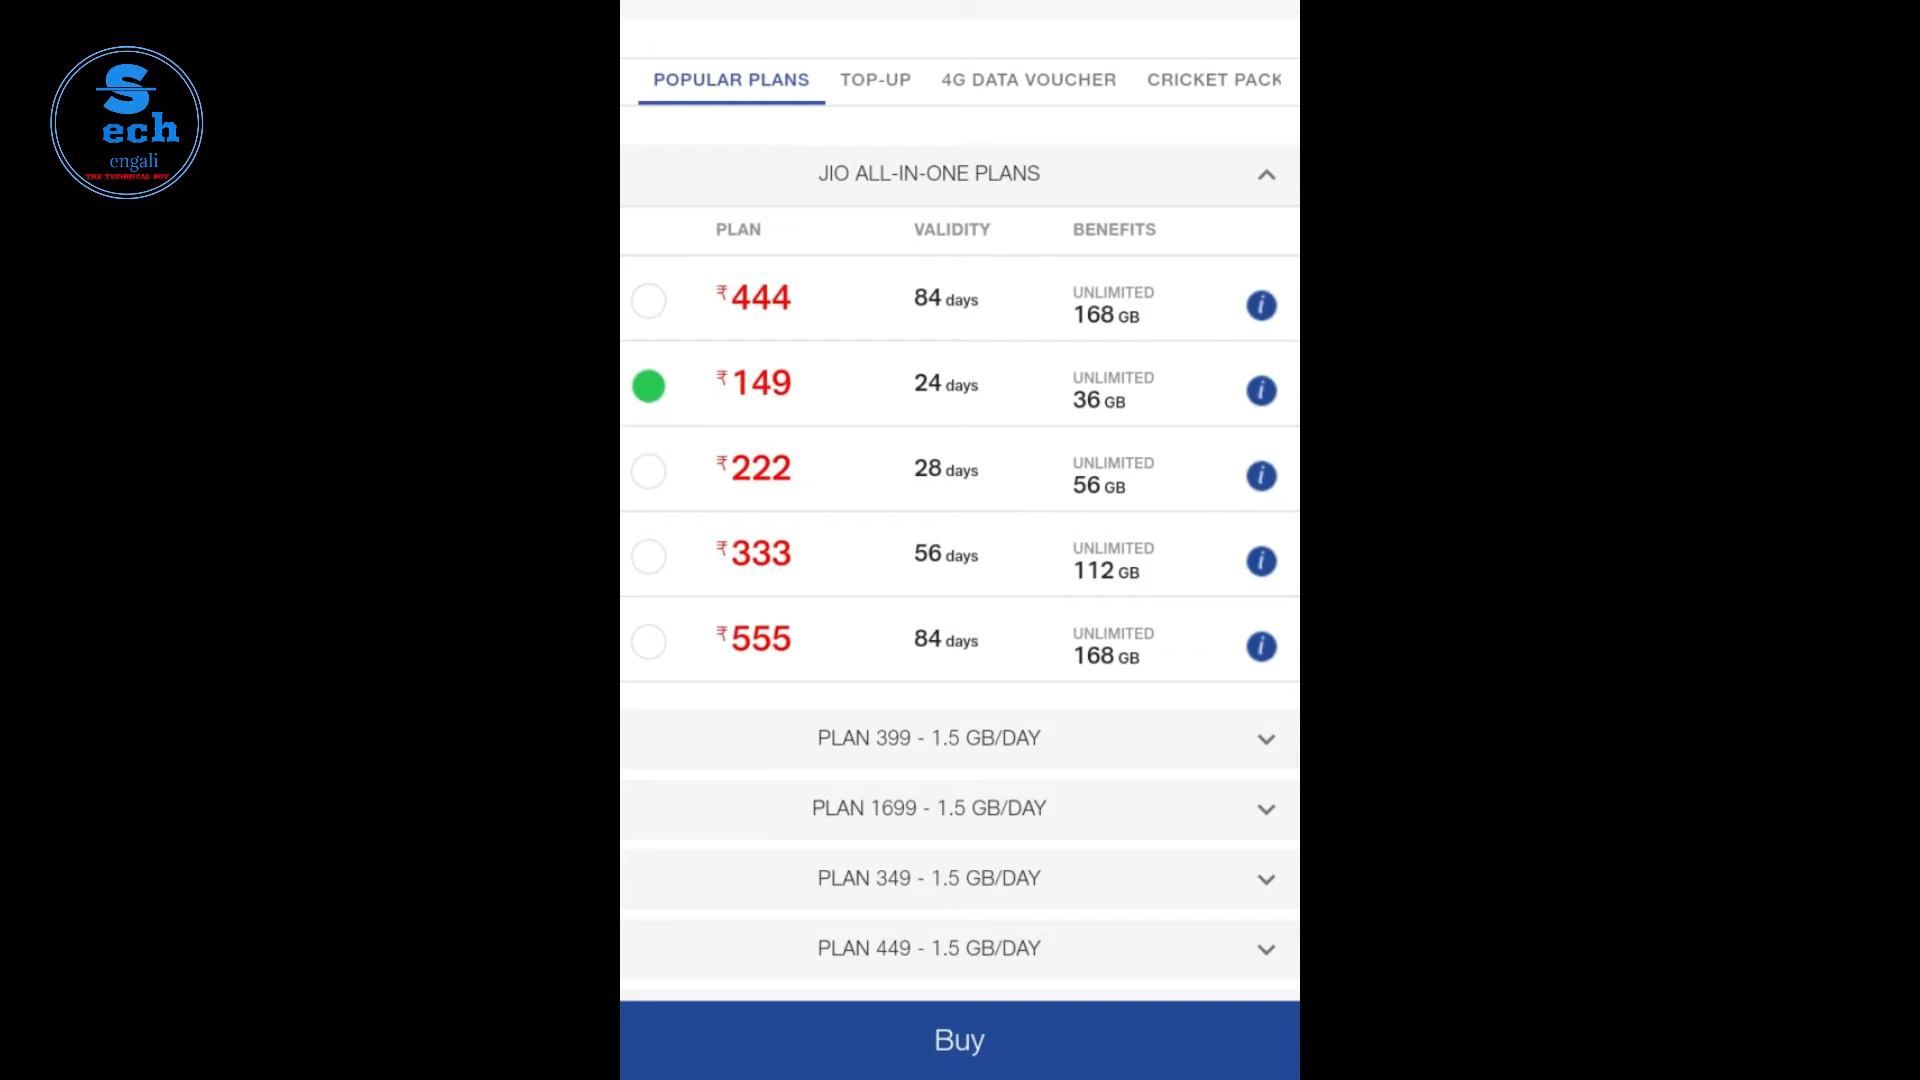 S
ech
engali
THE TECHNICAL BOY
POPULAR PLANS TOP-UP 4G DATA VOUCHER CRICKET PACK
JIO ALL-IN-ONE PLANS
PLAN VALIDITY BENEFITS
₹444 84 days UNLIMITED
168 GB
₹149 24 days UNLIMITED
36 GB
₹222 28 days UNLIMITED
56 GB
₹333 56 days UNLIMITED
112 GB
₹555 84 days UNLIMITED
168 GB
PLAN 399 - 1.5 GB/DAY
PLAN 1699 - 1.5 GB/DAY
PLAN 349 - 1.5 GB/DAY
PLAN 449 - 1.5 GB/DAY
Buy